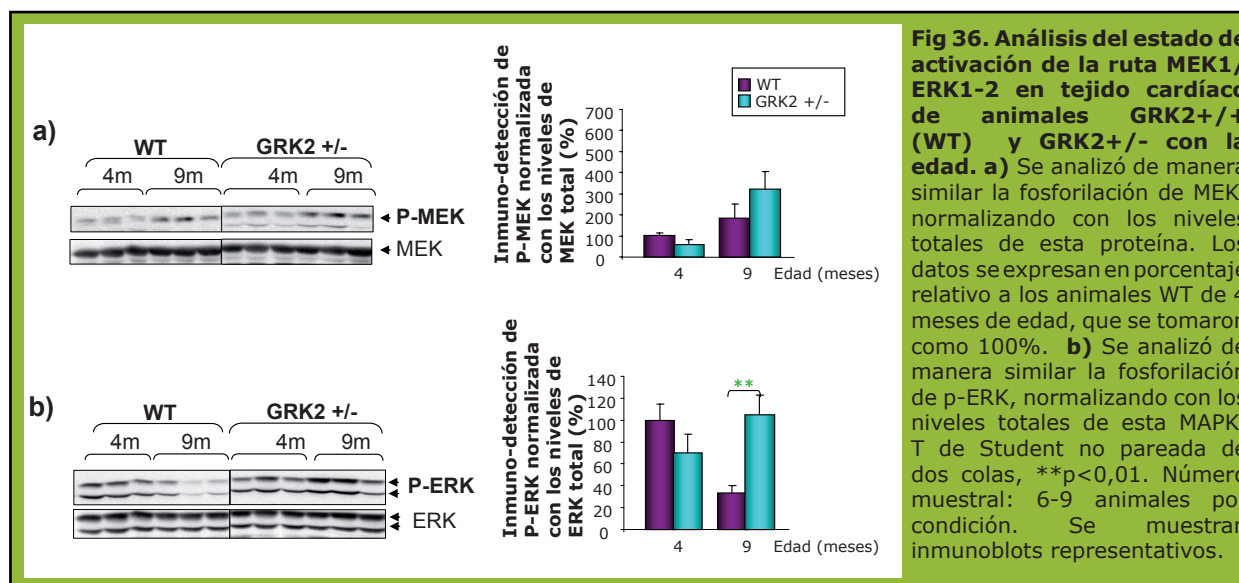 a)
WT
GRK2 +/-
4m
9m
4m
9m
P-MEK
MEK
Inmuno-detección de
P-MEK normalizada
con los niveles de
MEK total (%)
700
600
500
400
300
200
100
0
WT
GRK2 +/-
4
9
Edad (meses)
b)
WT
GRK2 +/-
4m
9m
4m
9m
P-ERK
ERK
Inmuno-detección de
P-ERK normalizada
con los niveles de
ERK total (%)
140
120
100
80
60
40
20
0
**
4
9
Edad (meses)
Fig 36. Análisis del estado de
activación de la ruta MEK1/
ERK1-2 en tejido cardíaco
de animales GRK2+/+
(WT) y GRK2+/- con la
edad. a) Se analizó de manera
similar la fosforilación de MEK,
normalizando con los niveles
totales de esta proteína. Los
datos se expresan en porcentaje
relativo a los animales WT de 4
meses de edad, que se tomaron
como 100%. b) Se analizó de
manera similar la fosforilación
de p-ERK, normalizando con los
niveles totales de esta MAPK.
T de Student no pareada de
dos colas, **p<0,01. Número
muestral: 6-9 animales por
condición. Se muestran
inmunoblots representativos.